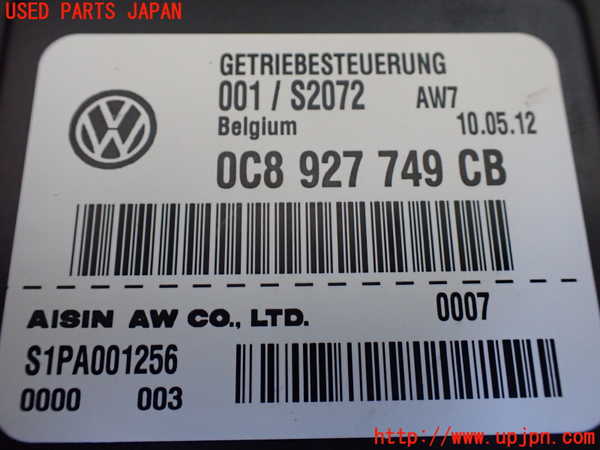 USED PARTS JAPAN
GETRIEBESTEUERUNG
001 / S2072 AW7
Belgium 10.05.12
0C8 927 749 CB
AISIN AW CO., LTD. 0007
S1PA001256
0000 003
http://www.upjpn.com/